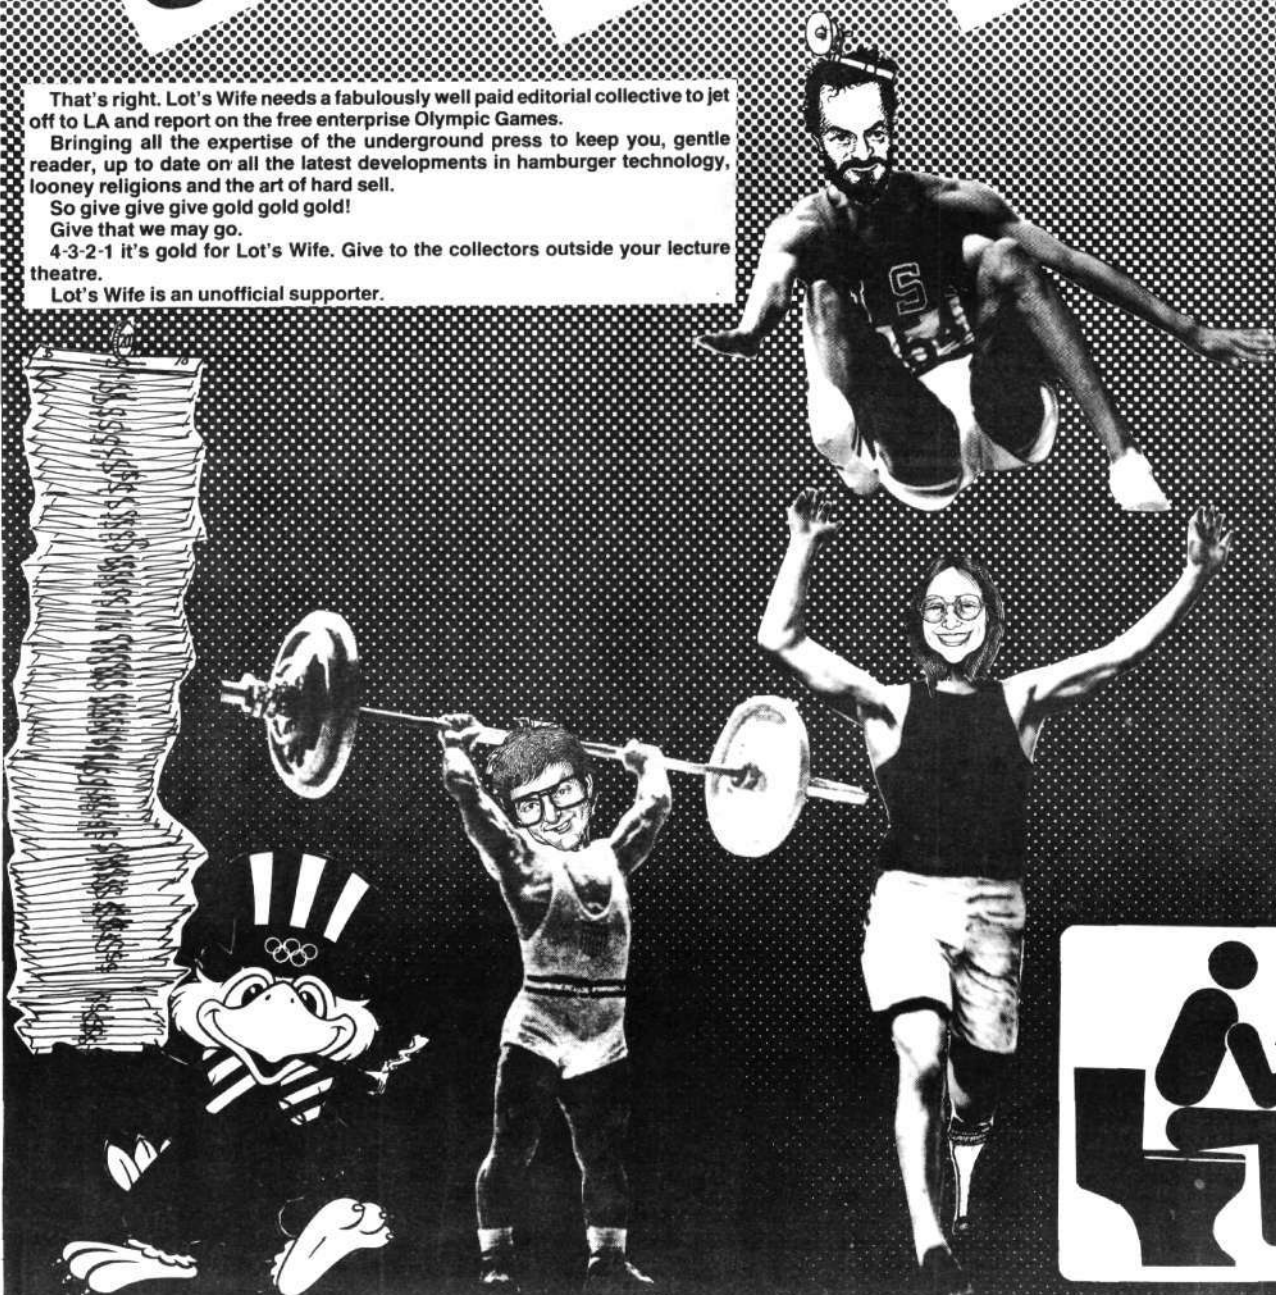 That's right. Lot's Wife needs a fabulously well paid editorial collective to jet
off to LA and report on the free enterprise Olympic Games.
Bringing all the expertise of the underground press to keep you, gentle
reader, up to date on all the latest developments in hamburger technology,
looney religions and the art of hard sell.
So give give give gold gold gold!
Give that we may go.
4-3-2-1 it's gold for Lot's Wife. Give to the collectors outside your lecture
theatre.
Lot's Wife is an unofficial supporter.
S